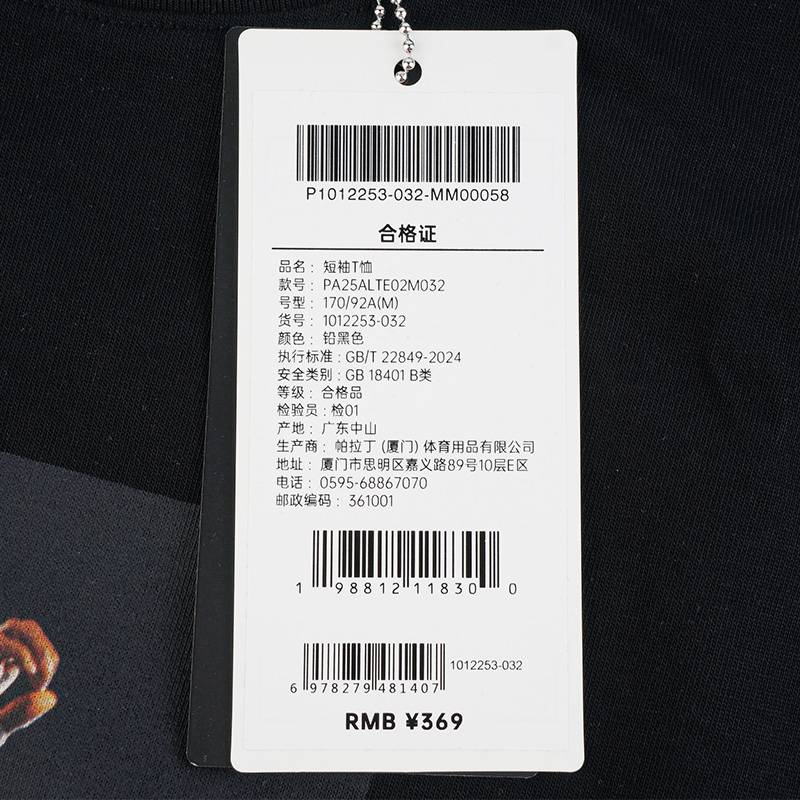 P1012253-032-MM00058
合格证
品名：短袖T恤
款号：PA25ALTE02M032
号型：170/92A(M)
货号：1012253-032
颜色：铅黑色
执行标准：GB/T 22849-2024
安全类别：GB 18401 B类
等级：合格品
检验员：检01
产地：广东中山
生产商：帕拉丁 (厦门) 体育用品有限公司
地址：厦门市思明区嘉义路89号10层E区
电话：0595-68867070
邮政编码：361001
1 98812 11830 0
1012253-032
6 978279 481407
RMB ¥369